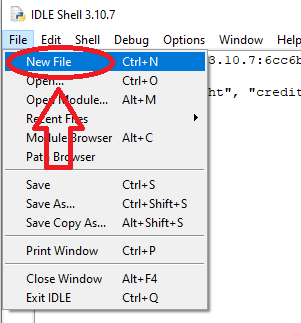 IDLE Shell 3.10.7
File Edit Shell Debug Options Window Help
New File Ctrl+N
3.10.7:6cc6b
Open... Ctrl+O
Open Module... Alt+M
ht", "credit
Recent Files
Module Browser Alt+C
Path Browser
Save Ctrl+S
Save As... Ctrl+Shift+S
Save Copy As... Alt+Shift+S
Print Window Ctrl+P
Close Window Alt+F4
Exit IDLE Ctrl+Q